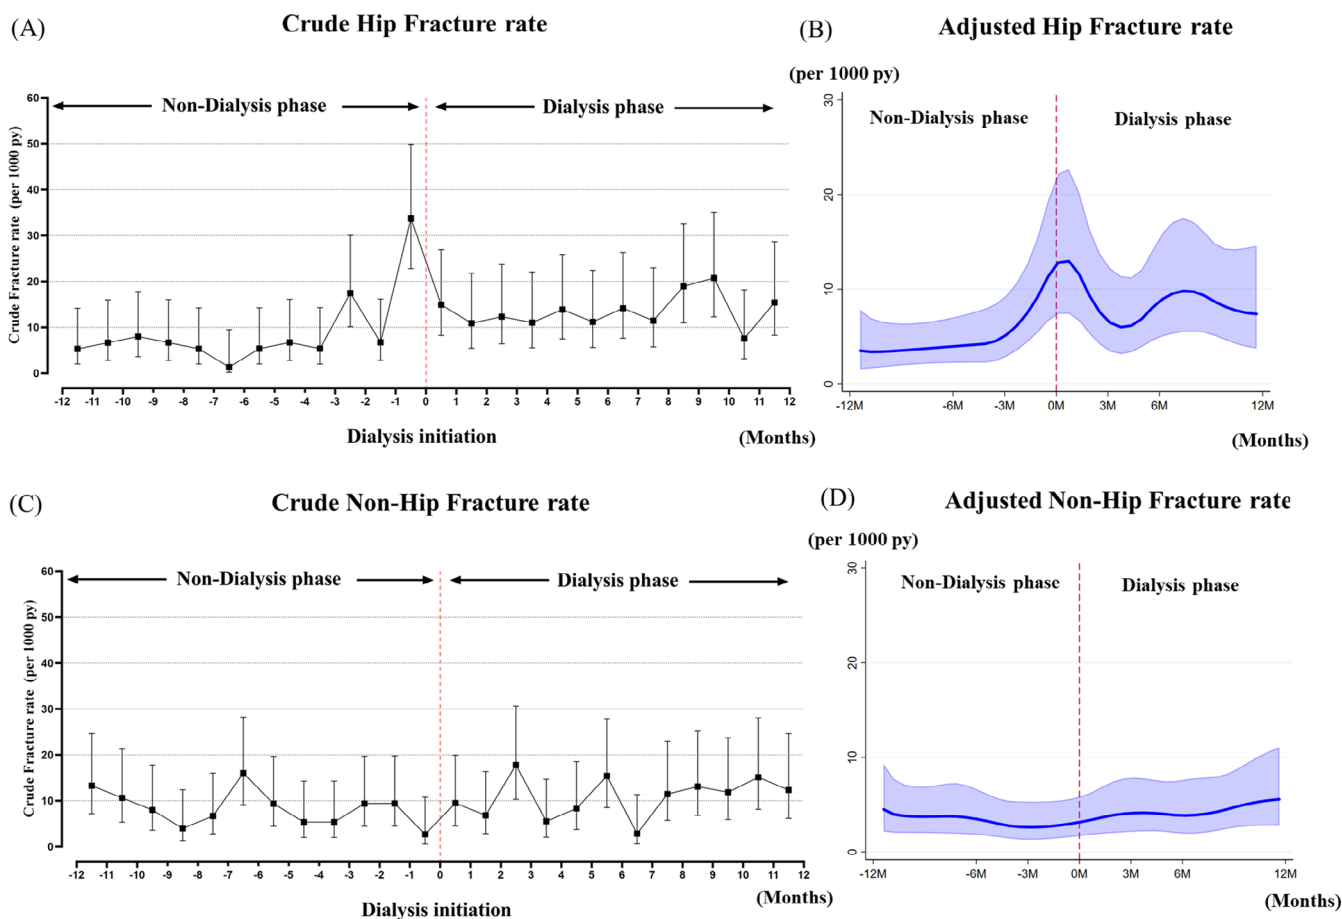 (A)
Crude Hip Fracture rate
Crude Fracture rate (per 1000 py)
60
50
40
30
20
10
0
Non-Dialysis phase
Dialysis phase
-12 -11 -10 -9 -8 -7 -6 -5 -4 -3 -2 -1 0 1 2 3 4 5 6 7 8 9 10 11 12
Dialysis initiation
(Months)
(B)
Adjusted Hip Fracture rate
(per 1000 py)
30
20
10
0
Non-Dialysis phase
Dialysis phase
-12M -6M -3M 0M 3M 6M 12M
(Months)
(C)
Crude Non-Hip Fracture rate
Crude Fracture rate (per 1000 py)
60
50
40
30
20
10
0
Non-Dialysis phase
Dialysis phase
-12 -11 -10 -9 -8 -7 -6 -5 -4 -3 -2 -1 0 1 2 3 4 5 6 7 8 9 10 11 12
Dialysis initiation
(Months)
(D)
Adjusted Non-Hip Fracture rate
(per 1000 py)
30
20
10
0
Non-Dialysis phase
Dialysis phase
-12M -6M -3M 0M 3M 6M 12M
(Months)